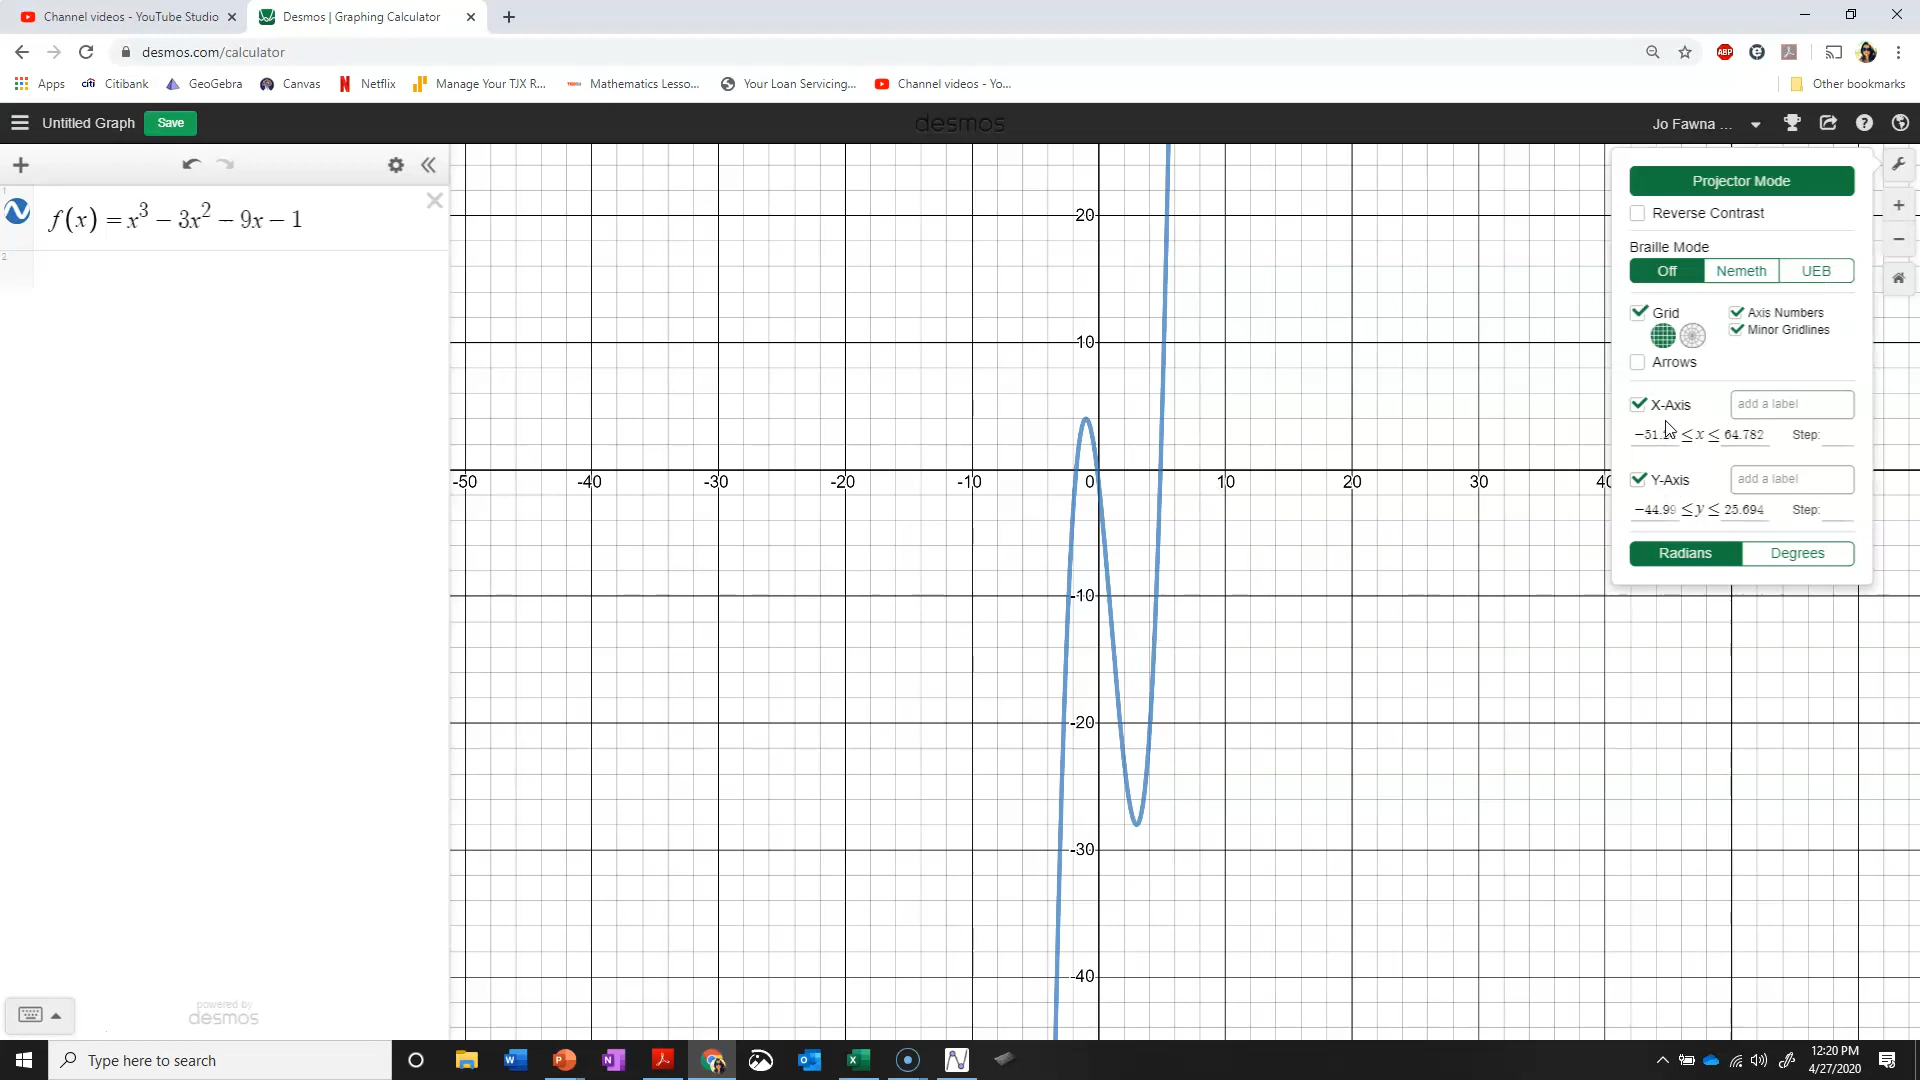 Channel videos - YouTube Studio
Desmos | Graphing Calculator
desmos.com/calculator
ABP
Apps
citi Citibank
GeoGebra
Canvas
Netflix
Manage Your TJX R...
Mathematics Lesso...
Your Loan Servicing...
Channel videos - Yo...
Other bookmarks
Untitled Graph
Save
desmos
Jo Fawna ...
1
f(x) = x³ − 3x² − 9x − 1
2
Projector Mode
Reverse Contrast
Braille Mode
Off Nemeth UEB
Grid
Axis Numbers
Minor Gridlines
Arrows
X-Axis add a label
≤ x ≤ 64.782 Step:
Y-Axis add a label
−44.99 ≤ y ≤ 25.694 Step:
Radians Degrees
20
10
-50 -40 -30 -20 -10 0 10 20 30
-10
-20
-30
-40
powered by
desmos
Type here to search
12:20 PM
4/27/2020